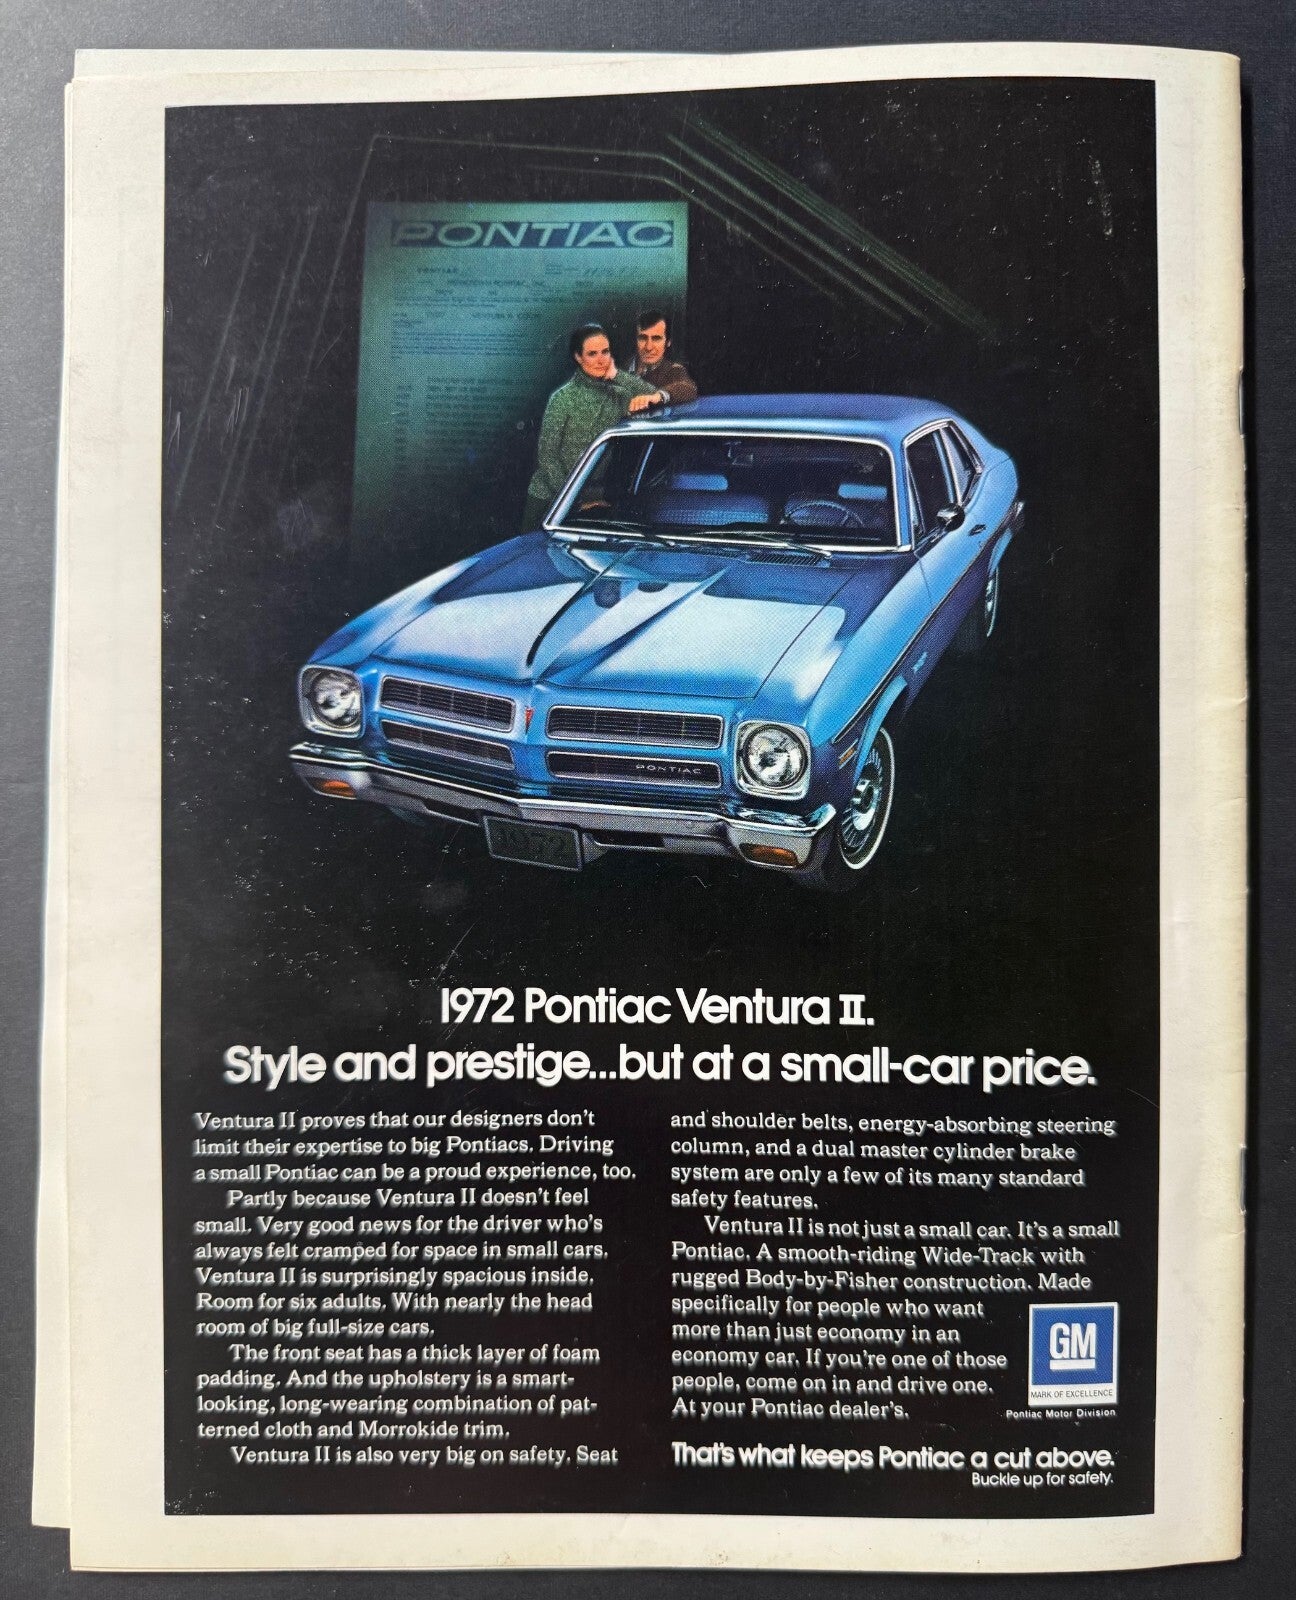 PONTIAC
VENTURA
PONTIAC
1972
1972 Pontiac Ventura II.
Style and prestige...but at a small-car price.
Ventura II proves that our designers don't
limit their expertise to big Pontiacs. Driving
a small Pontiac can be a proud experience, too.
Partly because Ventura II doesn't feel
small. Very good news for the driver who's
always felt cramped for space in small cars.
Ventura II is surprisingly spacious inside.
Room for six adults. With nearly the head
room of big full-size cars.
The front seat has a thick layer of foam
padding. And the upholstery is a smart-
looking, long-wearing combination of pat-
terned cloth and Morrokide trim.
Ventura II is also very big on safety. Seat
and shoulder belts, energy-absorbing steering
column, and a dual master cylinder brake
system are only a few of its many standard
safety features.
Ventura II is not just a small car. It's a small
Pontiac. A smooth-riding Wide-Track with
rugged Body-by-Fisher construction. Made
specifically for people who want
more than just economy in an
economy car. If you're one of those
people, come on in and drive one.
At your Pontiac dealer's.
GM
MARK OF EXCELLENCE
Pontiac Motor Division
That's what keeps Pontiac a cut above.
Buckle up for safety.